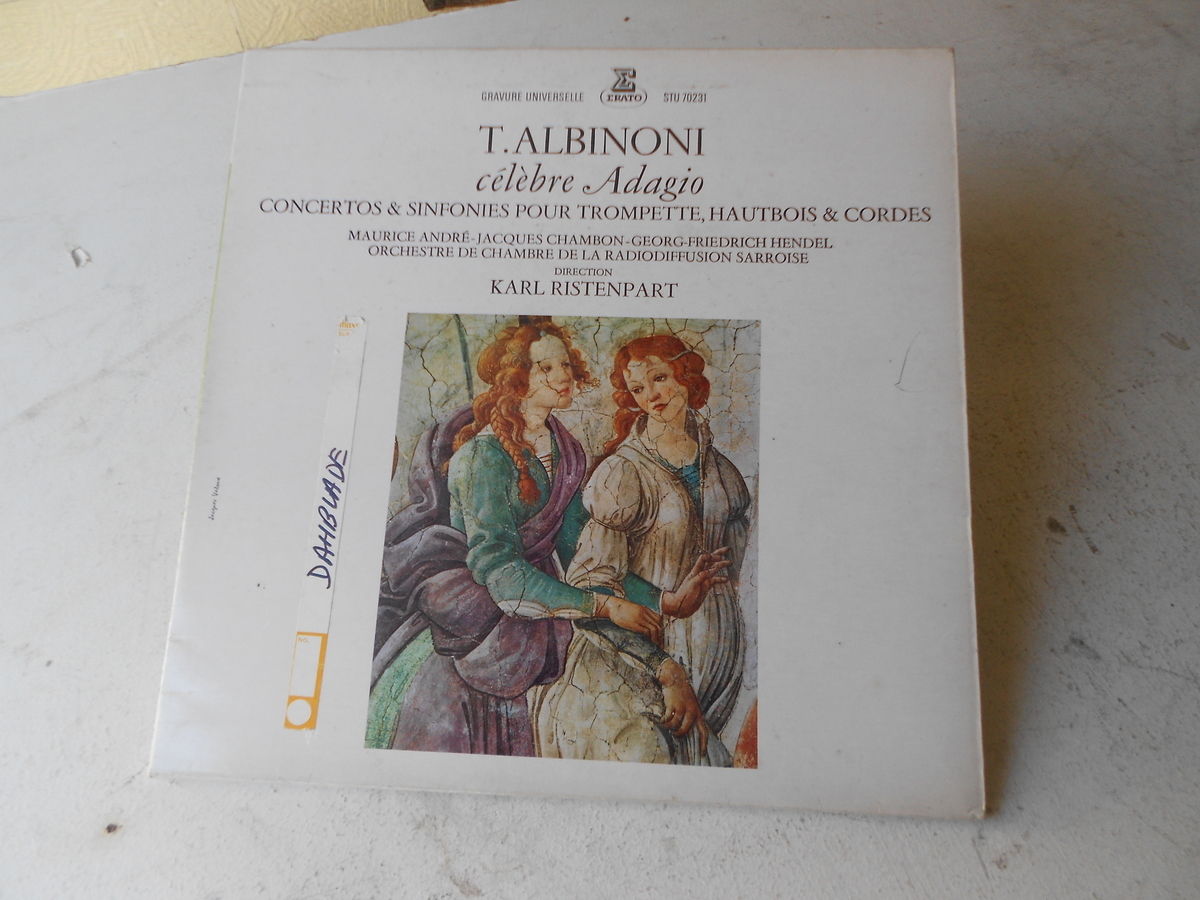 GRAVURE UNIVERSELLE ERATO STU 70231
T. ALBINONI
célèbre Adagio
CONCERTOS & SINFONIES POUR TROMPETTE, HAUTBOIS & CORDES
MAURICE ANDRÉ-JACQUES CHAMBON-GEORG-FRIEDRICH HENDEL
ORCHESTRE DE CHAMBRE DE LA RADIODIFFUSION SARROISE
DIRECTION
KARL RISTENPART
DAHBLADE